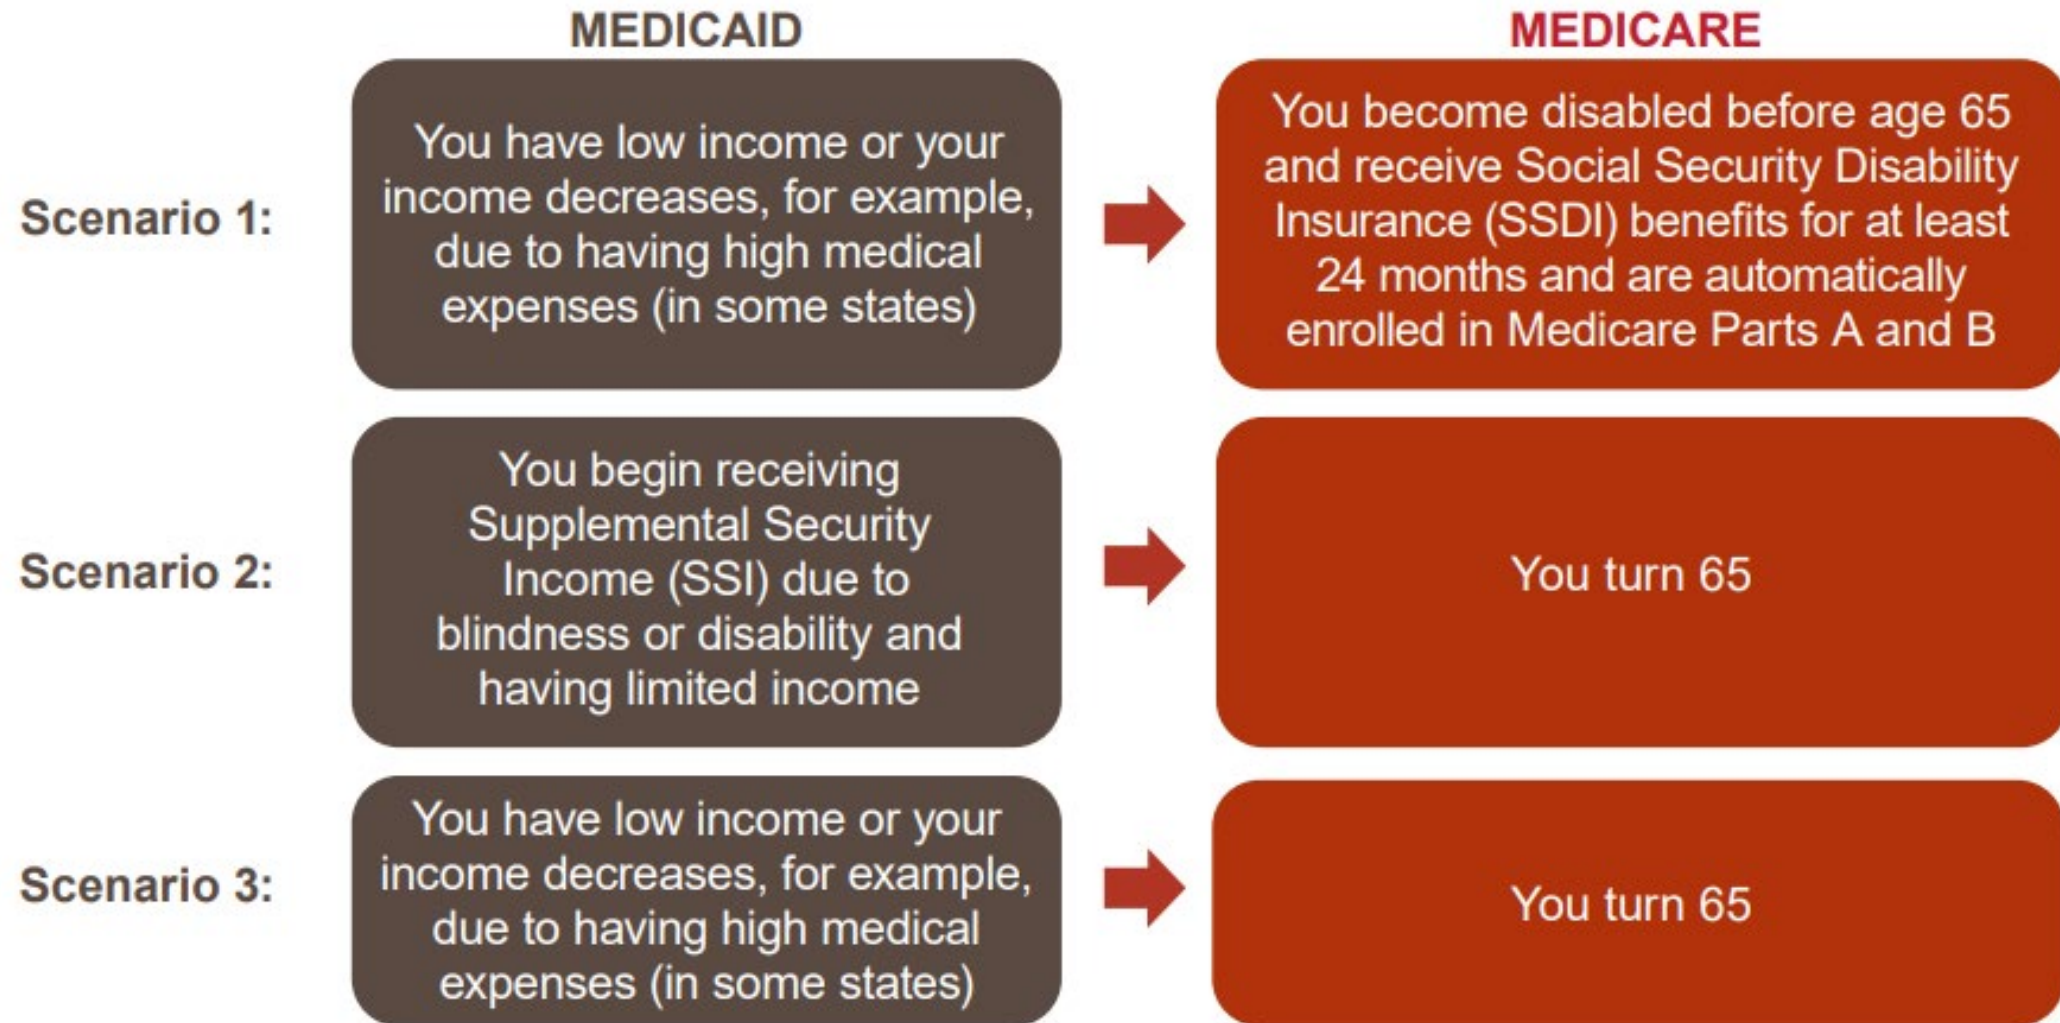 MEDICAID
MEDICARE
Scenario 1:
You have low income or your
income decreases, for example,
due to having high medical
expenses (in some states)
You become disabled before age 65
and receive Social Security Disability
Insurance (SSDI) benefits for at least
24 months and are automatically
enrolled in Medicare Parts A and B
Scenario 2:
You begin receiving
Supplemental Security
Income (SSI) due to
blindness or disability and
having limited income
You turn 65
Scenario 3:
You have low income or your
income decreases, for example,
due to having high medical
expenses (in some states)
You turn 65